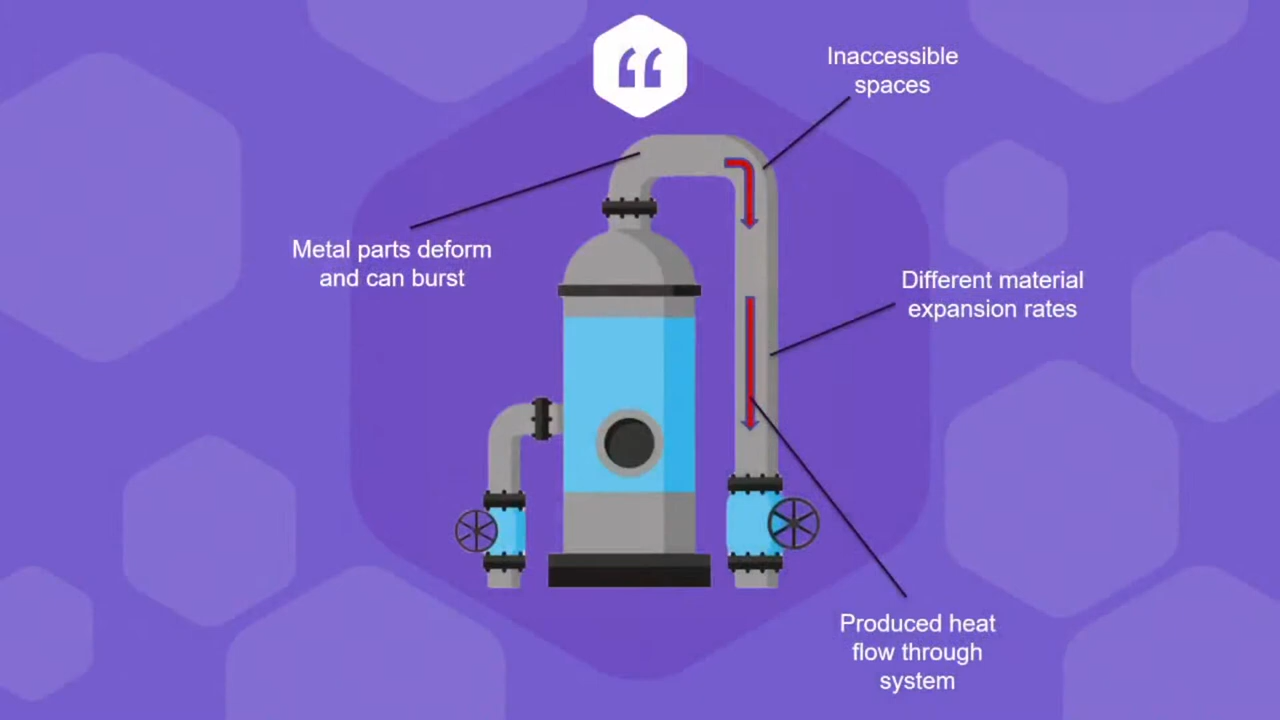 “
Inaccessible
spaces
Metal parts deform
and can burst
Different material
expansion rates
Produced heat
flow through
system